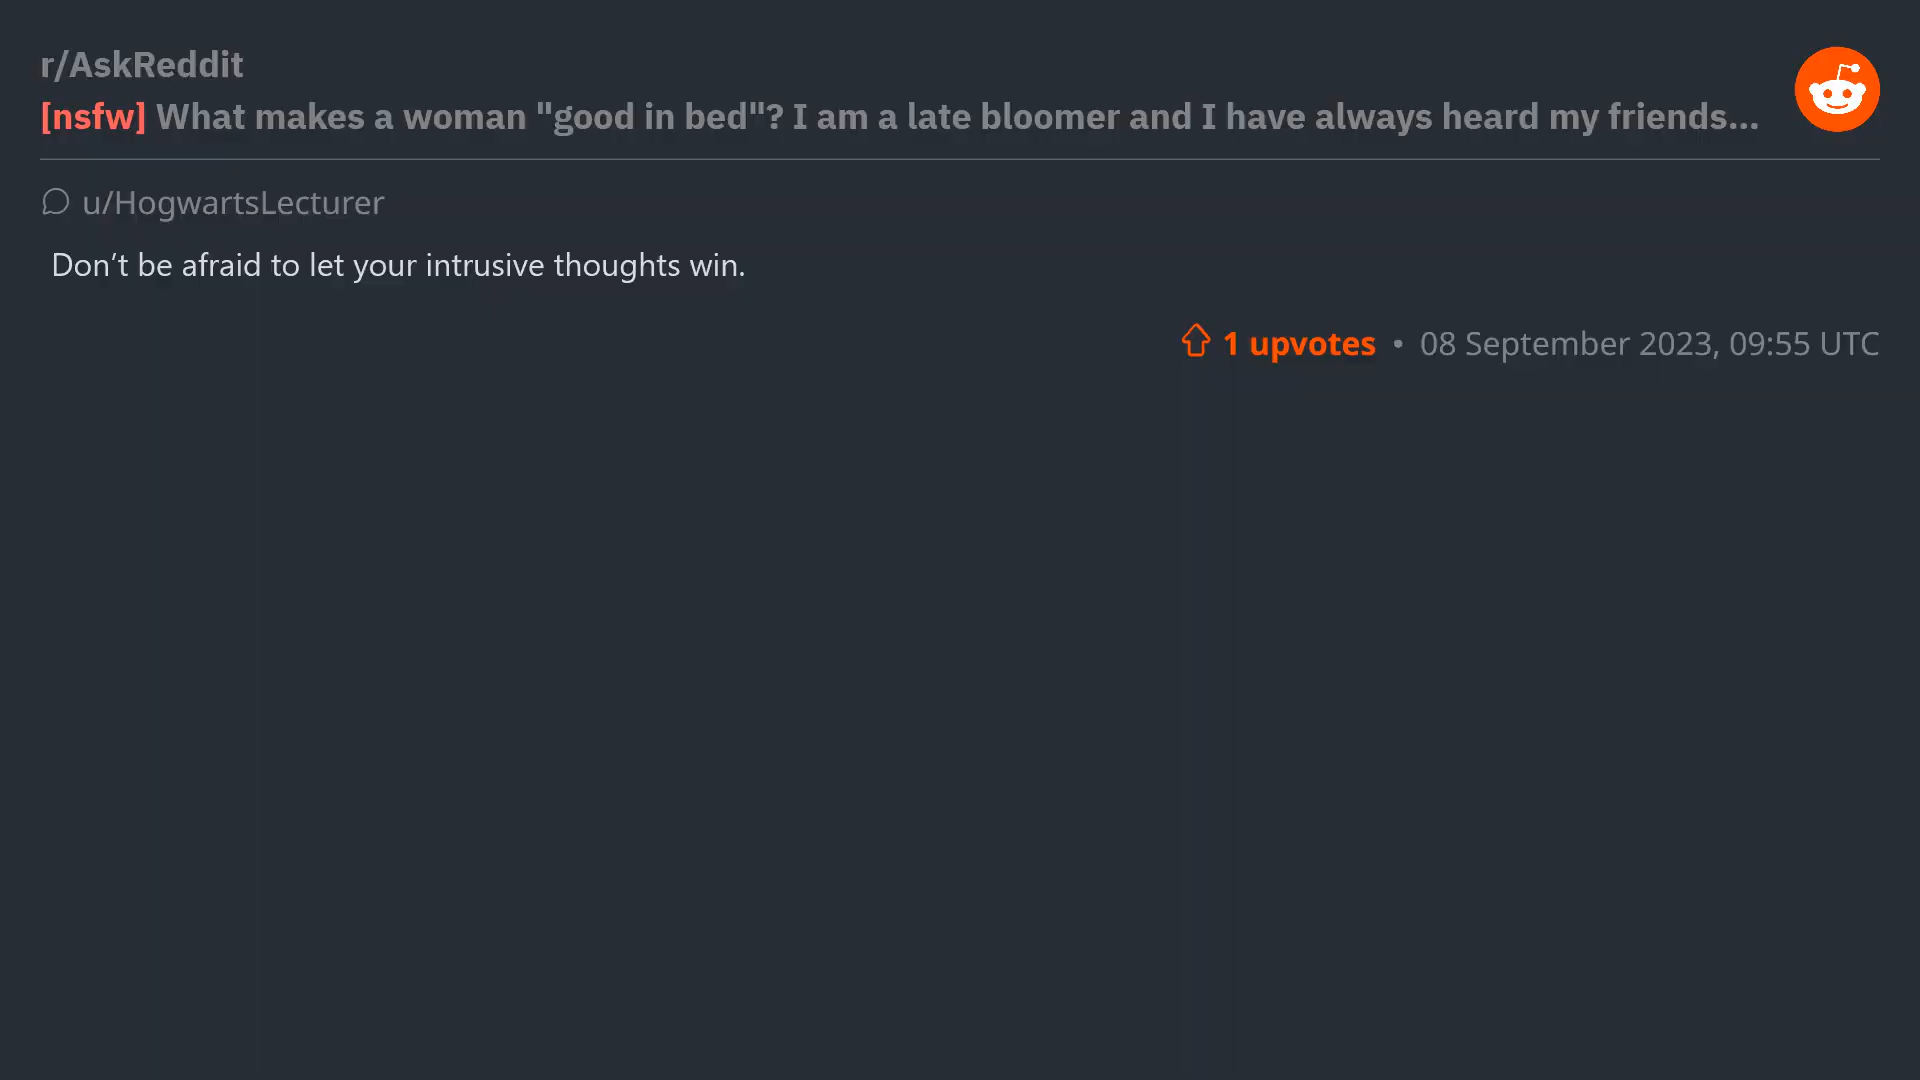 r/AskReddit
[nsfw] What makes a woman "good in bed"? I am a late bloomer and I have always heard my friends...
u/HogwartsLecturer
Don’t be afraid to let your intrusive thoughts win.
1 upvotes • 08 September 2023, 09:55 UTC